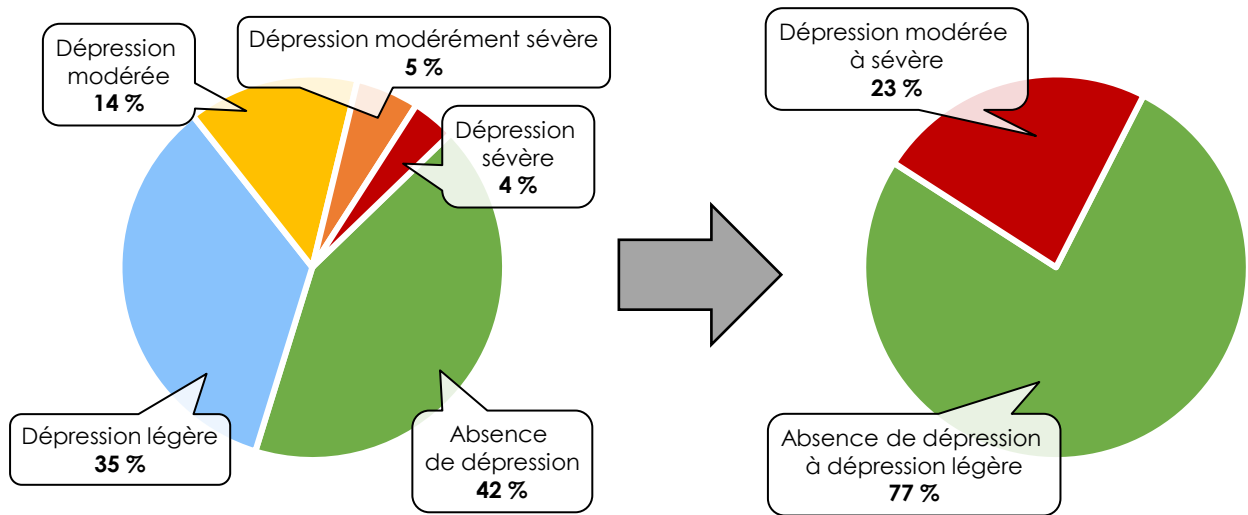 Dépression
modérée
14 %
Dépression modérément sévère
5 %
Dépression
sévère
4 %
Dépression légère
35 %
Absence
de dépression
42 %
Dépression modérée
à sévère
23 %
Absence de dépression
à dépression légère
77 %